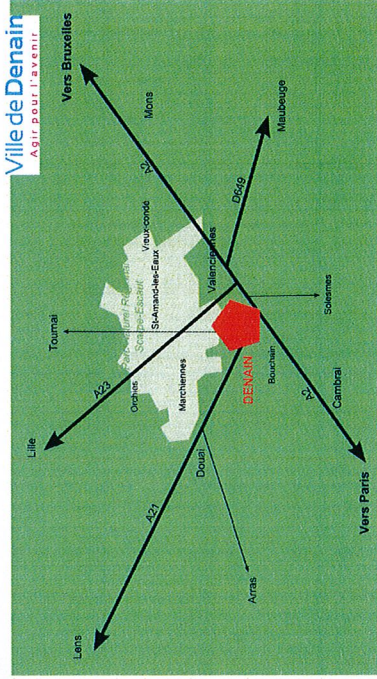 Ville de Denain
Agir pour l'avenir
Vers Bruxelles
Mons
A2
Maubeuge
D649
Vieux-condé
Valenciennes
Parc Naturel Régional
Scarpe-Escaut
St-Amand-les-Eaux
Tournai
Solesmes
A23
Orchies
Marchiennes
DENAIN
Bouchain
A2
Cambrai
Lille
Douai
Vers Paris
A21
Arras
Lens